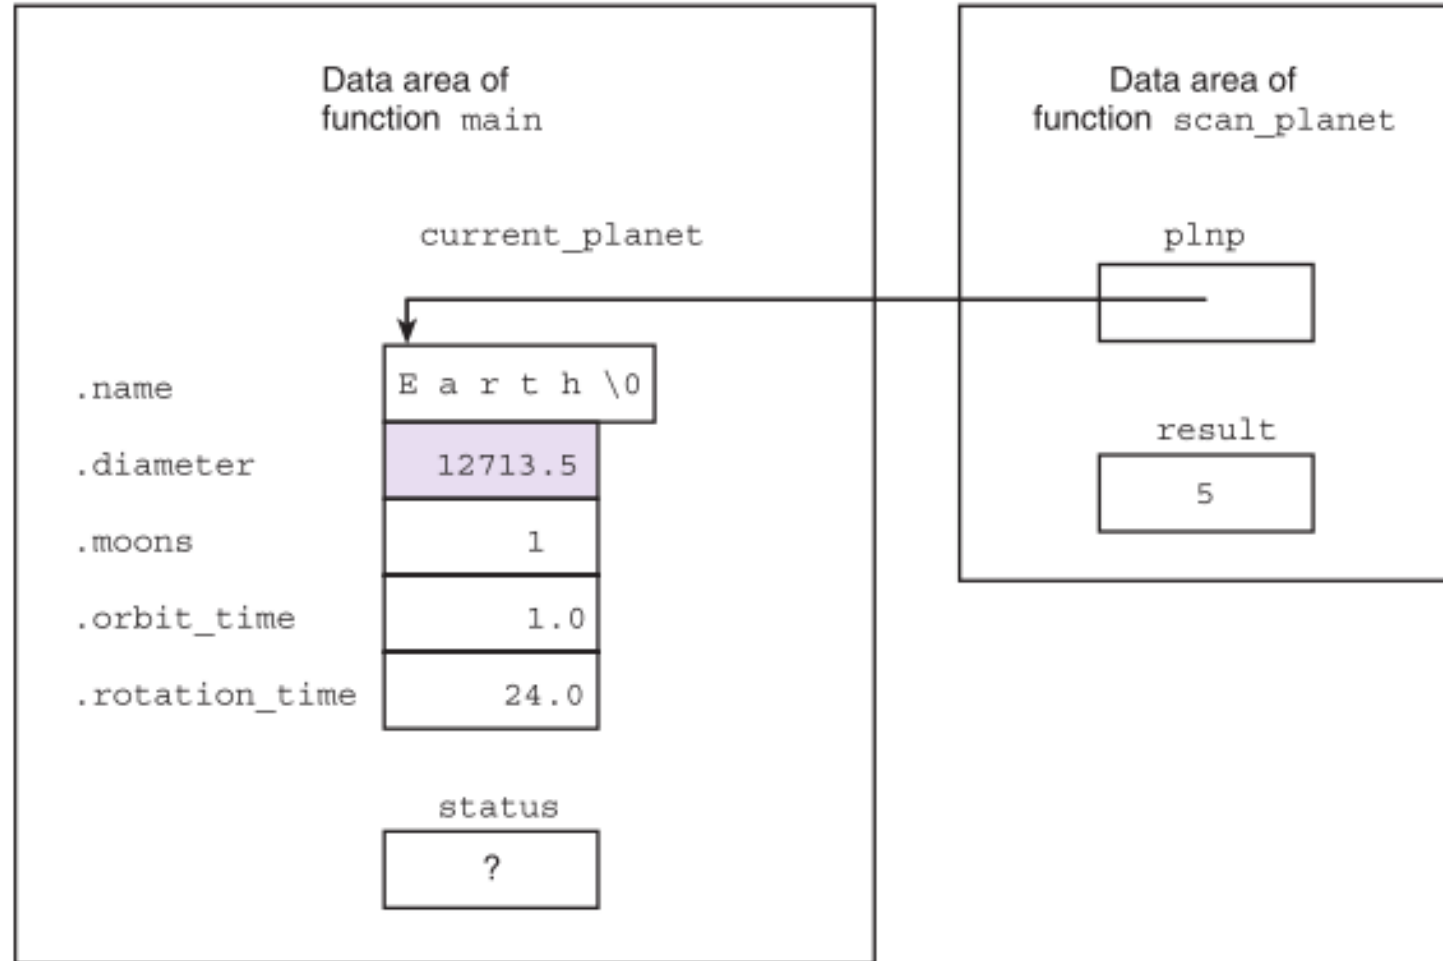 Data area of
function main
current_planet
.name
E a r t h \0
.diameter
12713.5
.moons
1
.orbit_time
1.0
.rotation_time
24.0
status
?
Data area of
function scan_planet
plnp
result
5